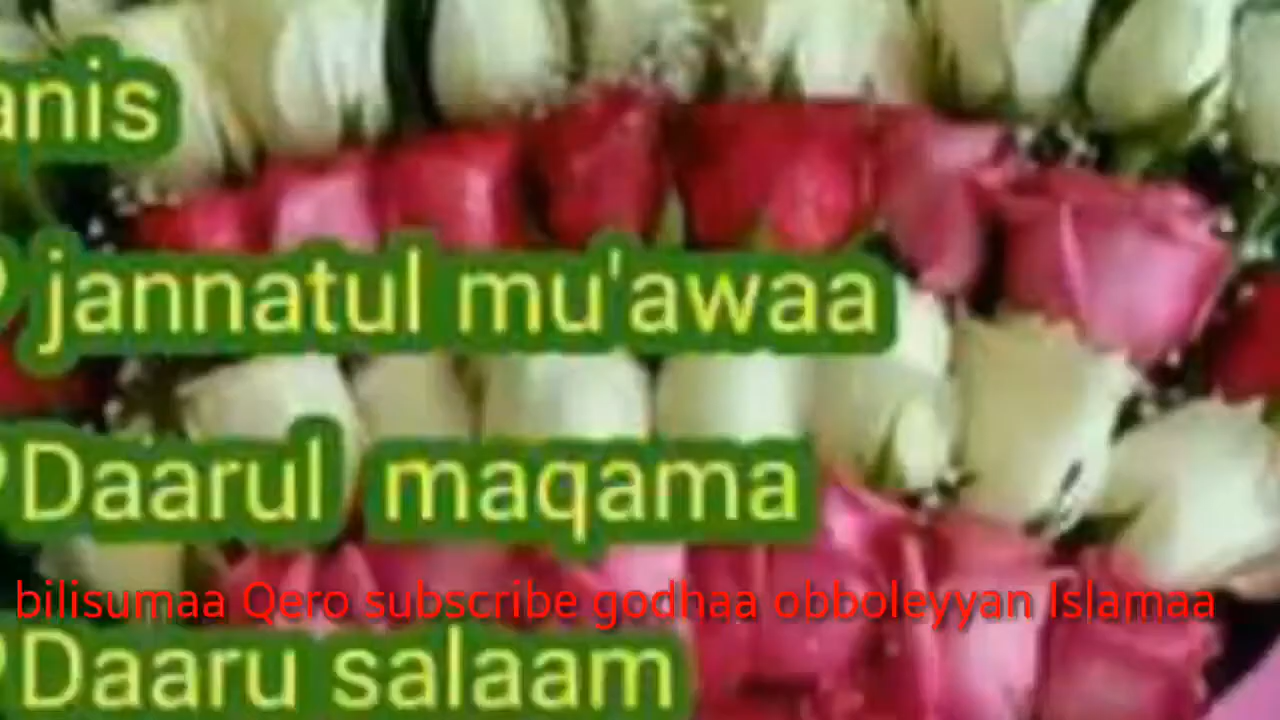 anis
jannatul mu'awaa
Daarul maqama
bilisumaa Qero subscribe godhaa obboleyyan Islamaa
Daaru salaam